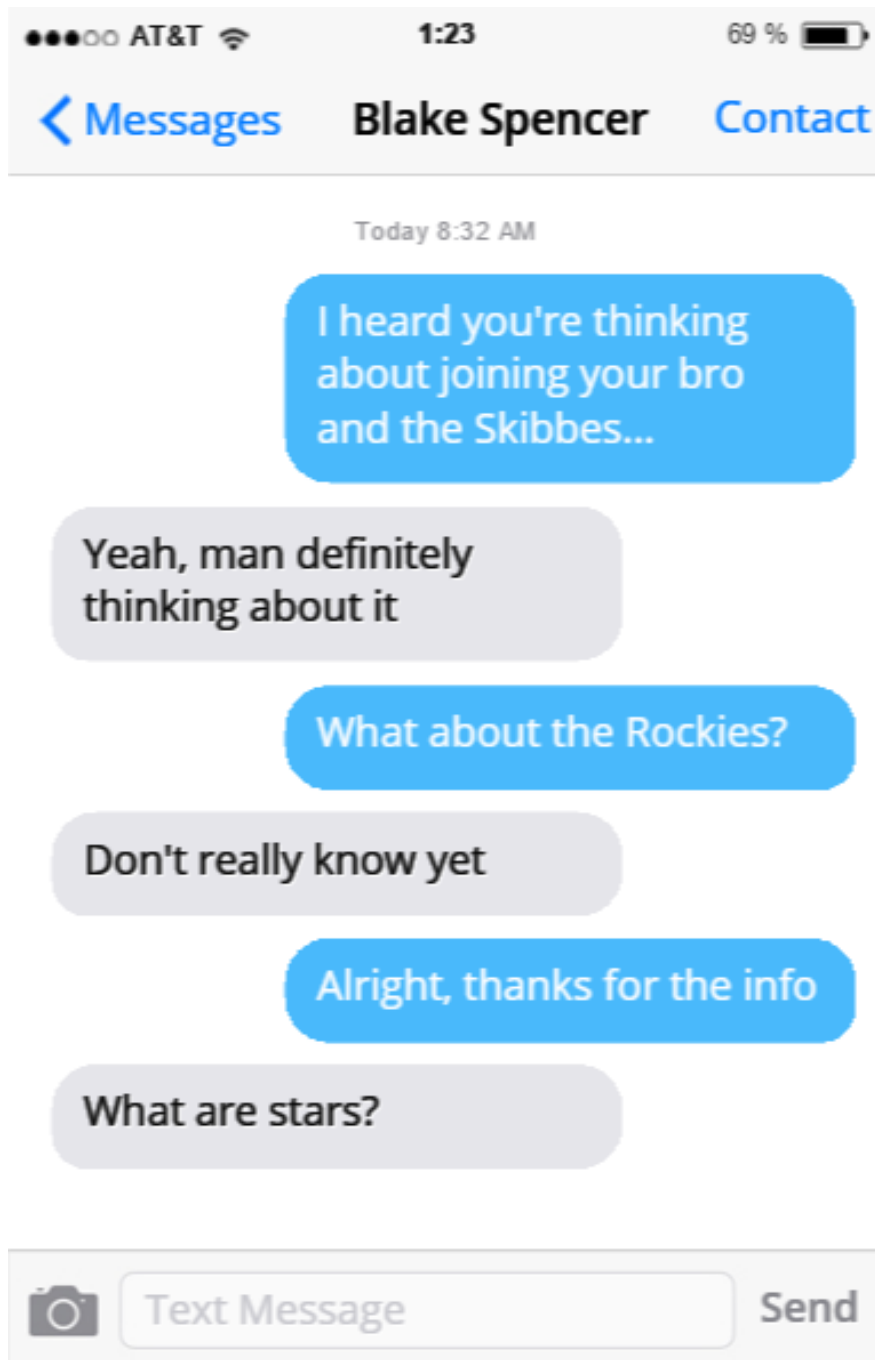 AT&T 1:23 69 %
Messages Blake Spencer Contact
Today 8:32 AM
I heard you're thinking
about joining your bro
and the Skibbes...
Yeah, man definitely
thinking about it
What about the Rockies?
Don't really know yet
Alright, thanks for the info
What are stars?
Text Message Send